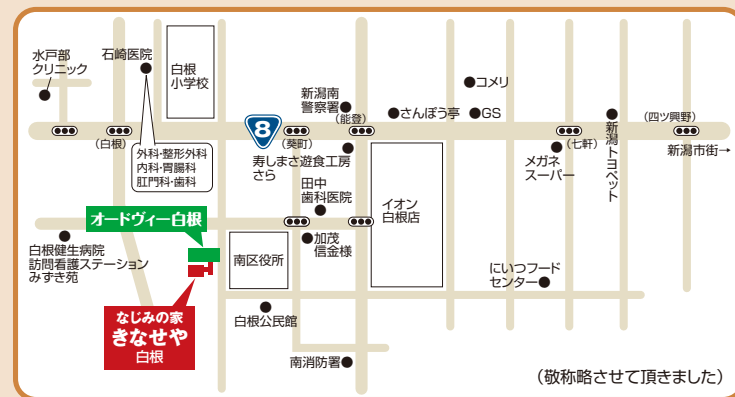 水戸部
クリニック
石崎医院
白根
小学校
新潟南
警察署
コメリ
さんぽう亭
GS
(能登)
(四ツ興野)
8
(白根)
(葵町)
(七軒)
新潟トヨペット
新潟市街→
外科・整形外科
内科・胃腸科
肛門科・歯科
寿しまさ遊食工房
さら
メガネ
スーパー
田中
歯科医院
イオン
白根店
オードヴィー白根
白根健生病院
訪問看護ステーション
みずき苑
南区役所
加茂
信金様
にいつフード
センター
なじみの家
きなせや
白根
白根公民館
南消防署
(敬称略させて頂きました)